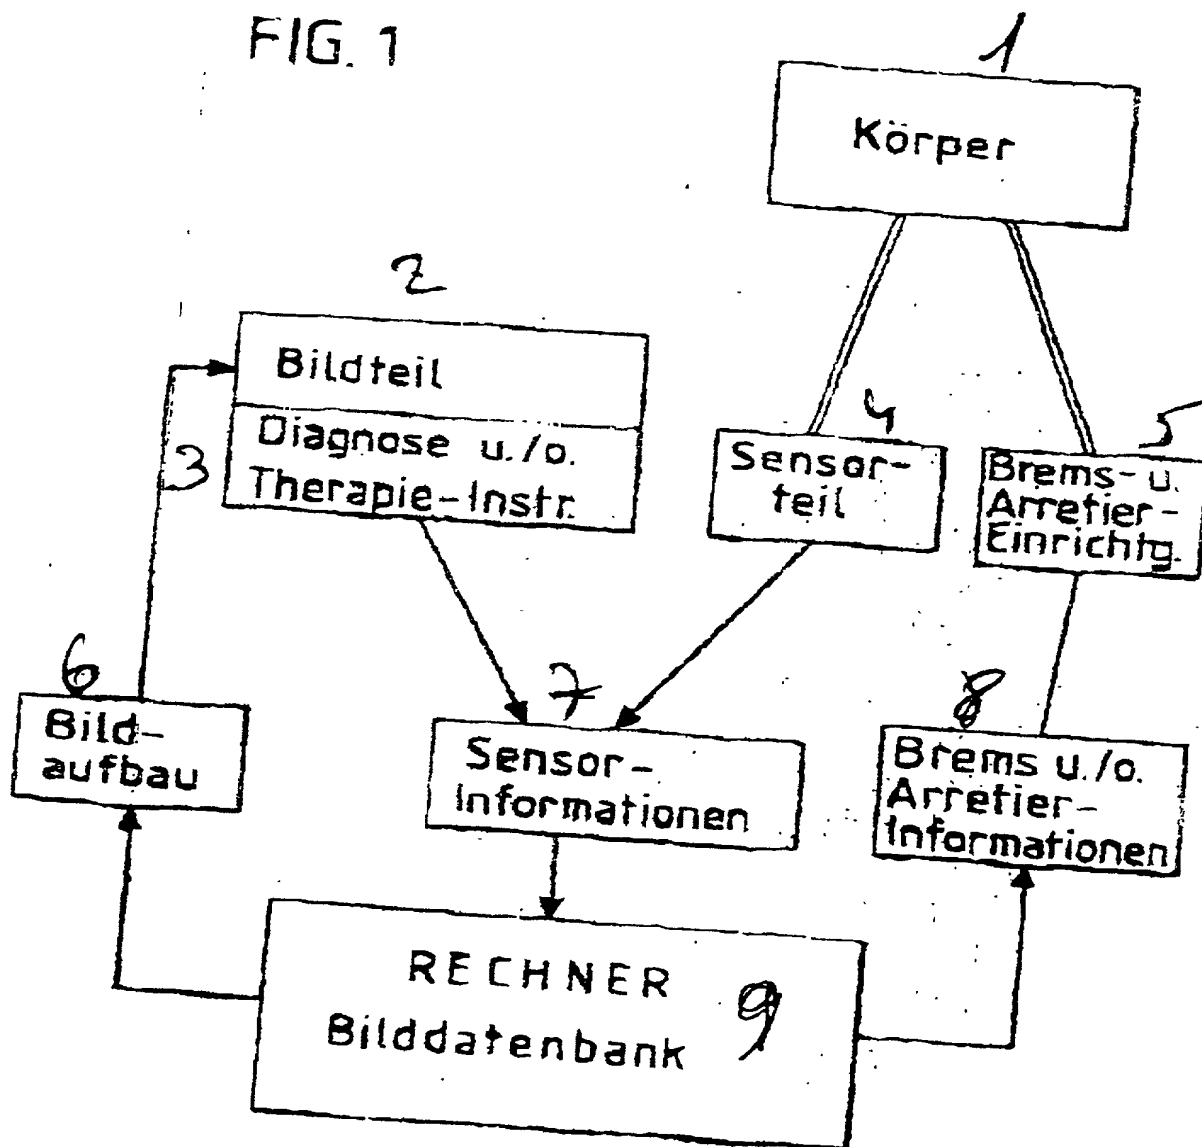 FIG. 1
1
Körper
2
Bildteil
Diagnose u./o.
Therapie-Instr.
3
4
Sensor-
teil
5
Brems- u.
Arretier-
Einrichtg.
6
Bild-
aufbau
7
Sensor-
Informationen
8
Brems u./o.
Arretier-
Informationen
RECHNER
Bilddatenbank
9